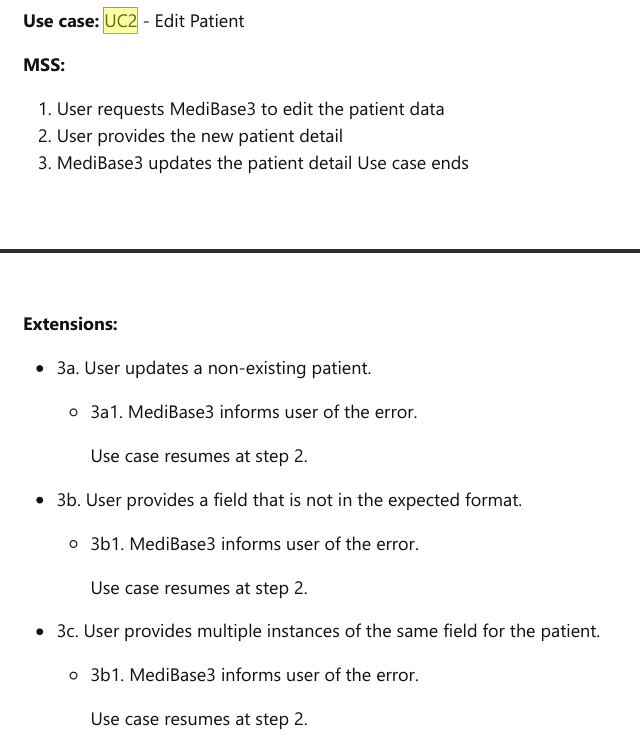 Use case: UC2 - Edit Patient
MSS:
1. User requests MediBase3 to edit the patient data
2. User provides the new patient detail
3. MediBase3 updates the patient detail Use case ends
Extensions:
• 3a. User updates a non-existing patient.
○ 3a1. MediBase3 informs user of the error.
Use case resumes at step 2.
• 3b. User provides a field that is not in the expected format.
○ 3b1. MediBase3 informs user of the error.
Use case resumes at step 2.
• 3c. User provides multiple instances of the same field for the patient.
○ 3b1. MediBase3 informs user of the error.
Use case resumes at step 2.